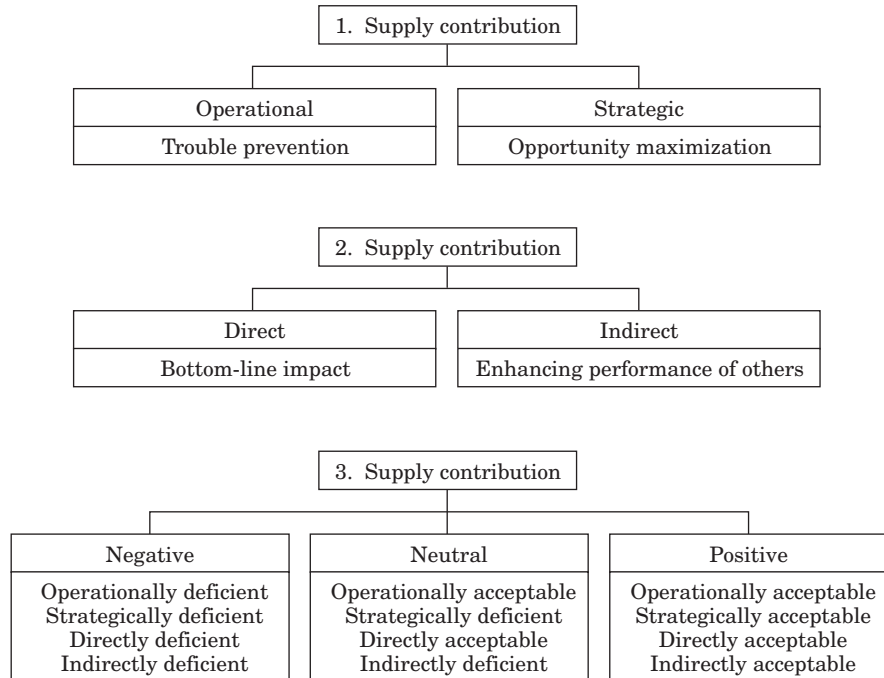 1. Supply contribution
Operational
Trouble prevention
Strategic
Opportunity maximization
2. Supply contribution
Direct
Bottom-line impact
Indirect
Enhancing performance of others
3. Supply contribution
Negative
Operationally deficient
Strategically deficient
Directly deficient
Indirectly deficient
Neutral
Operationally acceptable
Strategically deficient
Directly acceptable
Indirectly deficient
Positive
Operationally acceptable
Strategically acceptable
Directly acceptable
Indirectly acceptable